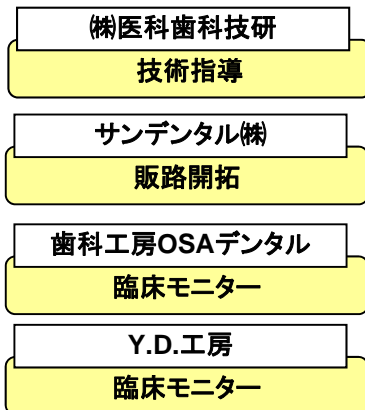 ㈱医科歯科技研
技術指導
サンデンタル㈱
販路開拓
歯科工房OSAデンタル
臨床モニター
Y.D.工房
臨床モニター